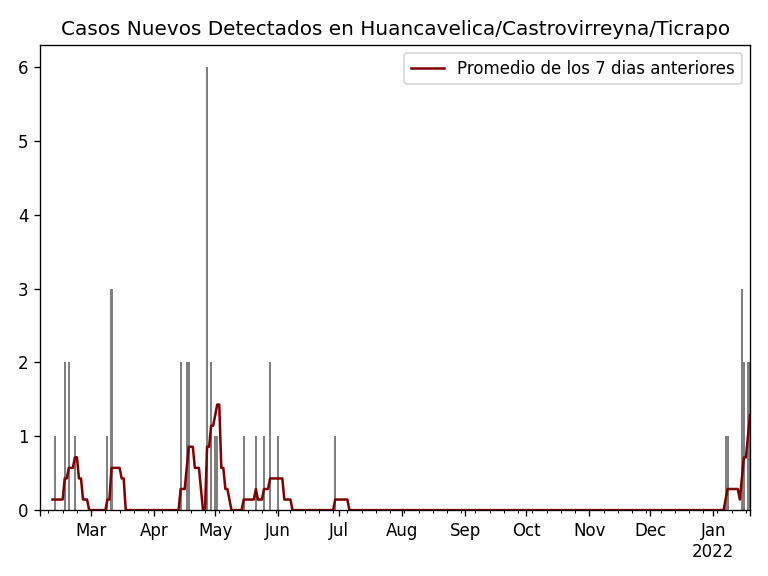 Casos Nuevos Detectados en Huancavelica/Castrovirreyna/Ticrapo
Promedio de los 7 dias anteriores
6
5
4
3
2
1
0
Mar Apr May Jun Jul Aug Sep Oct Nov Dec Jan
2022